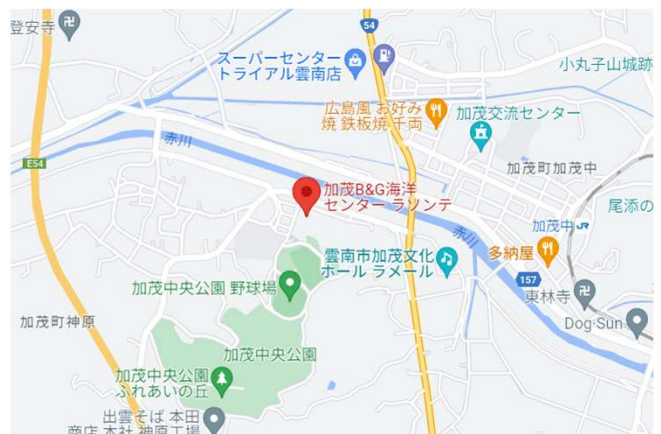 登安寺
54
スーパーセンター
トライアル雲南店
小丸子山城跡
広島風 お好み
焼 鉄板焼 千両
加茂交流センター
赤川
E54
加茂町加茂中
加茂B&G海洋
センター ラソンテ
尾添の
加茂中 JR
赤川
雲南市加茂文化
ホール ラメール
多納屋
157
加茂中央公園 野球場
東林寺
加茂町神原
Dog·Sun
加茂中央公園
加茂中央公園
ふれあいの丘
出雲そば 本田
商店 本社 神原工場